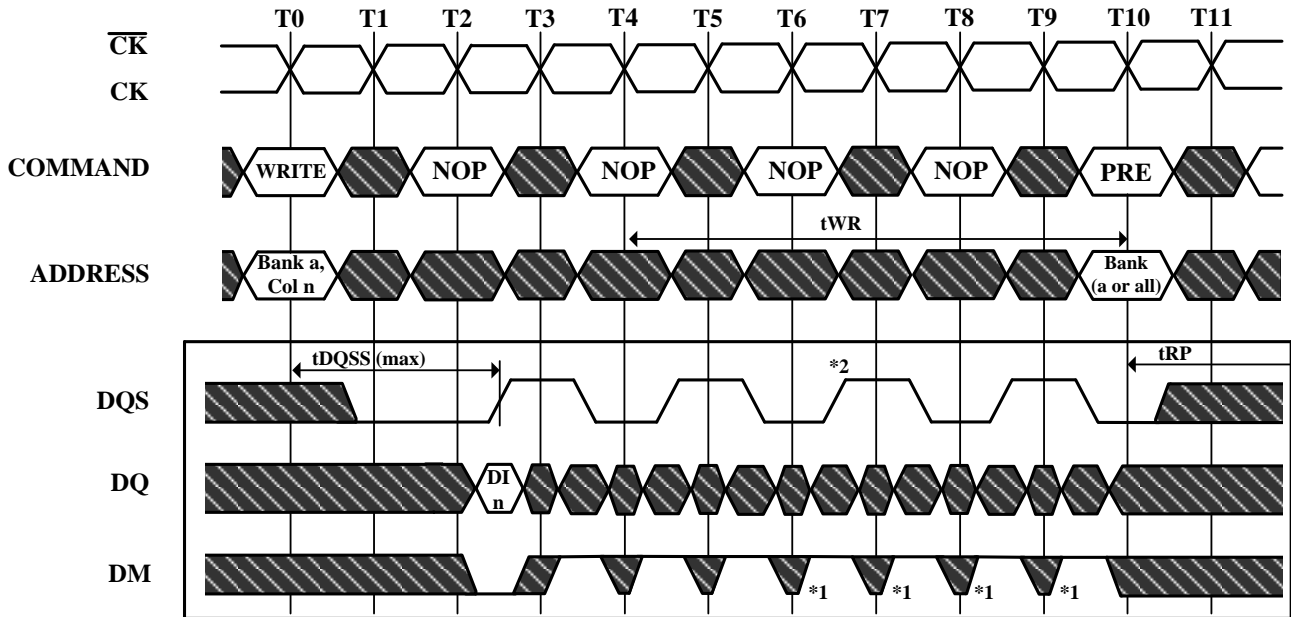 T0 T1 T2 T3 T4 T5 T6 T7 T8 T9 T10 T11
CK
CK
COMMAND WRITE NOP NOP NOP NOP PRE
tWR
ADDRESS Bank a, Col n Bank (a or all)
tDQSS (max) tRP
*2
DQS
DQ DI n
DM *1 *1 *1 *1